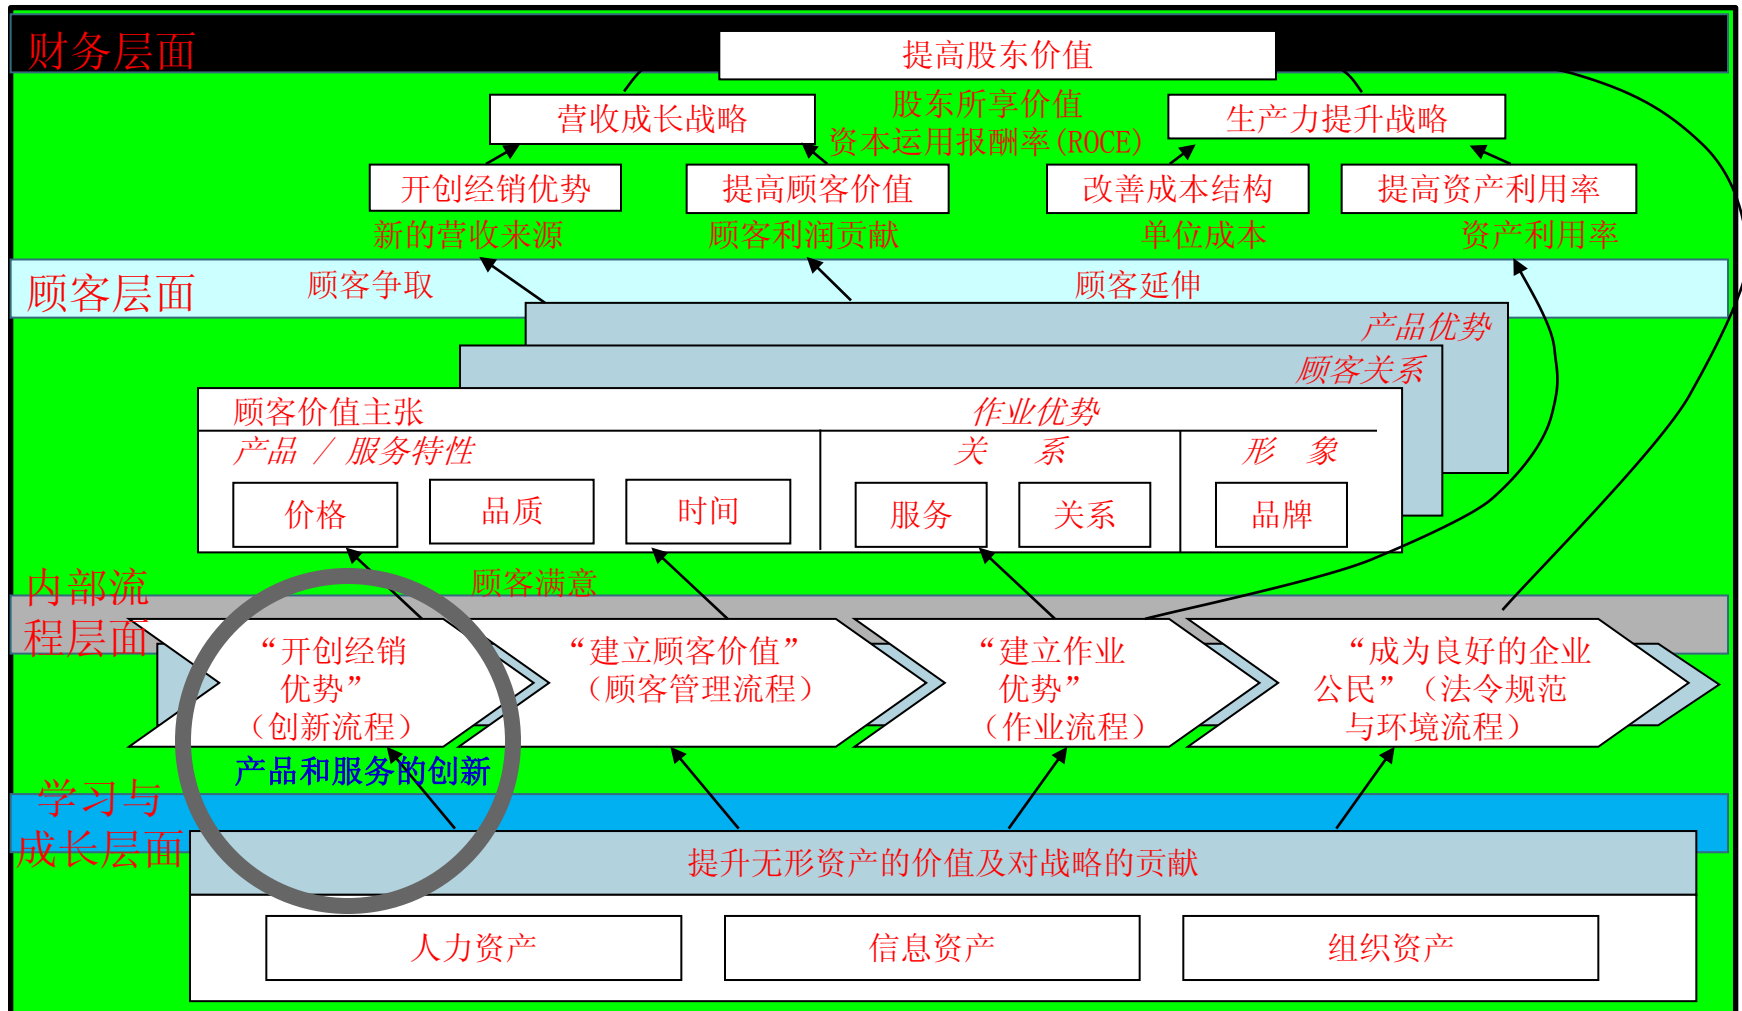 财务层面
提高股东价值
营收成长战略
股东所享价值
资本运用报酬率(ROCE)
生产力提升战略
开创经销优势
提高顾客价值
改善成本结构
提高资产利用率
新的营收来源
顾客利润贡献
单位成本
资产利用率
顾客层面
顾客争取
顾客延伸
产品优势
顾客关系
顾客价值主张
作业优势
产品 / 服务特性
关 系
形 象
价格
品质
时间
服务
关系
品牌
内部流
程层面
顾客满意
“开创经销
优势”
（创新流程）
“建立顾客价值”
（顾客管理流程）
“建立作业
优势”
（作业流程）
“成为良好的企业
公民”（法令规范
与环境流程）
产品和服务的创新
学习与
成长层面
提升无形资产的价值及对战略的贡献
人力资产
信息资产
组织资产